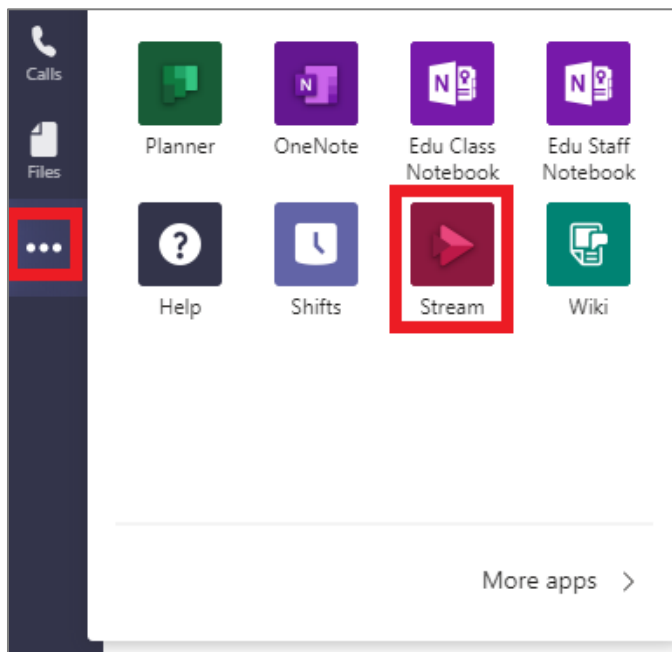 Calls
Files
Planner
OneNote
Edu Class
Notebook
Edu Staff
Notebook
Help
Shifts
Stream
Wiki
More apps